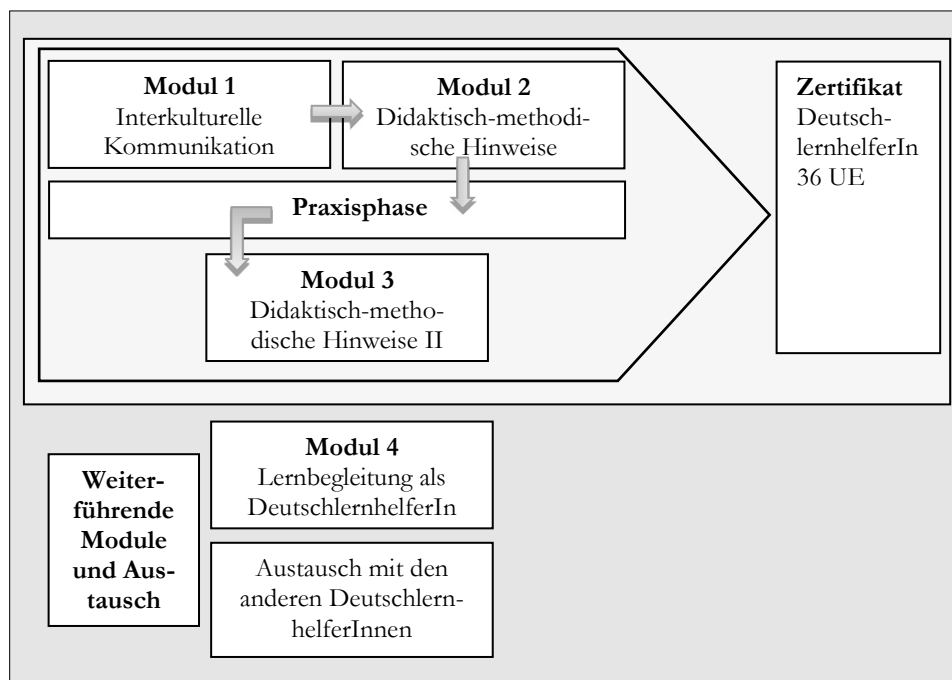 Modul 1
Interkulturelle
Kommunikation
Modul 2
Didaktisch-methodi-
sche Hinweise
Praxisphase
Modul 3
Didaktisch-metho-
dische Hinweise II
Zertifikat
Deutsch-
lernhelferIn
36 UE
Weiter-
führende
Module
und Aus-
tausch
Modul 4
Lernbegleitung als
DeutschlernhelferIn
Austausch mit den
anderen Deutschlern-
helferInnen